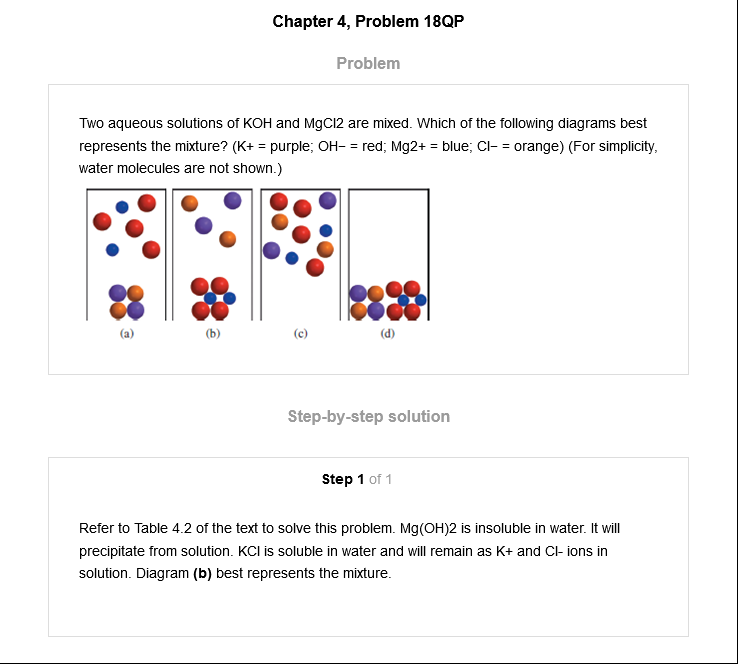 Chapter 4, Problem 18QP
Problem
Two aqueous solutions of KOH and MgCl2 are mixed. Which of the following diagrams best
represents the mixture? (K+ = purple; OH− = red; Mg2+ = blue; Cl− = orange) (For simplicity,
water molecules are not shown.)
(a) (b) (c) (d)
Step-by-step solution
Step 1 of 1
Refer to Table 4.2 of the text to solve this problem. Mg(OH)2 is insoluble in water. It will
precipitate from solution. KCl is soluble in water and will remain as K+ and Cl- ions in
solution. Diagram (b) best represents the mixture.